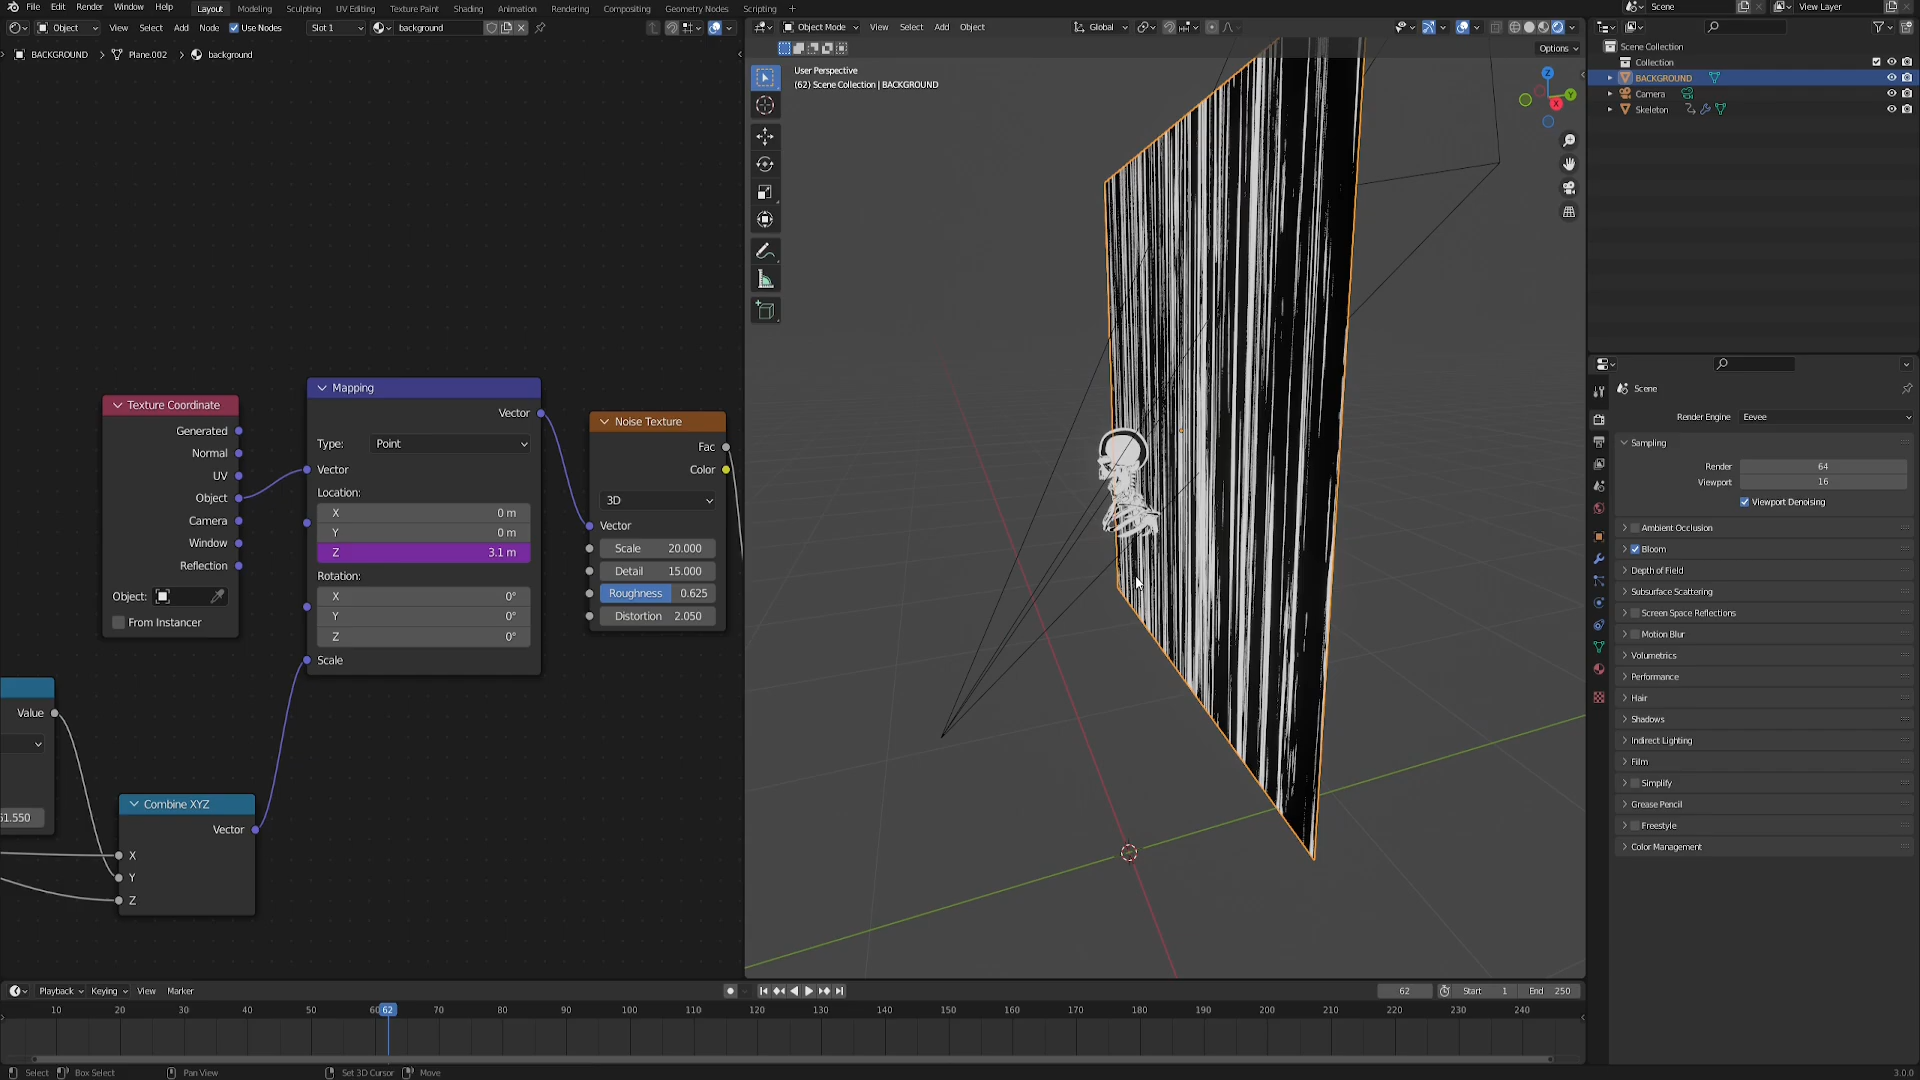 File Edit Render Window Help Layout Modeling Sculpting UV Editing Texture Paint Shading Animation Rendering Compositing Geometry Nodes Scripting + Scene View Layer
Object View Select Add Node Use Nodes Slot 1 background
Object Mode View Select Add Object Global
Options
BACKGROUND > Plane.002 > background
User Perspective
(62) Scene Collection | BACKGROUND
Z
Y
X
Scene Collection
Collection
BACKGROUND
Camera
Skeleton
Texture Coordinate
Generated
Normal
UV
Object
Camera
Window
Reflection
Object:
From Instancer
Mapping
Vector
Type: Point
Vector
Location:
X 0 m
Y 0 m
Z 3.1 m
Rotation:
X 0°
Y 0°
Z 0°
Scale
Noise Texture
Fac
Color
3D
Vector
Scale 20.000
Detail 15.000
Roughness 0.625
Distortion 2.050
Value
61.550
Combine XYZ
Vector
X
Y
Z
Scene
Render Engine Eevee
Sampling
Render 64
Viewport 16
Viewport Denoising
Ambient Occlusion
Bloom
Depth of Field
Subsurface Scattering
Screen Space Reflections
Motion Blur
Volumetrics
Performance
Hair
Shadows
Indirect Lighting
Film
Simplify
Grease Pencil
Freestyle
Color Management
Playback Keying View Marker 62 Start 1 End 250
10 20 30 40 50 60 62 70 80 90 100 110 120 130 140 150 160 170 180 190 200 210 220 230 240
Select Box Select Pan View Set 3D Cursor Move 3.0.0